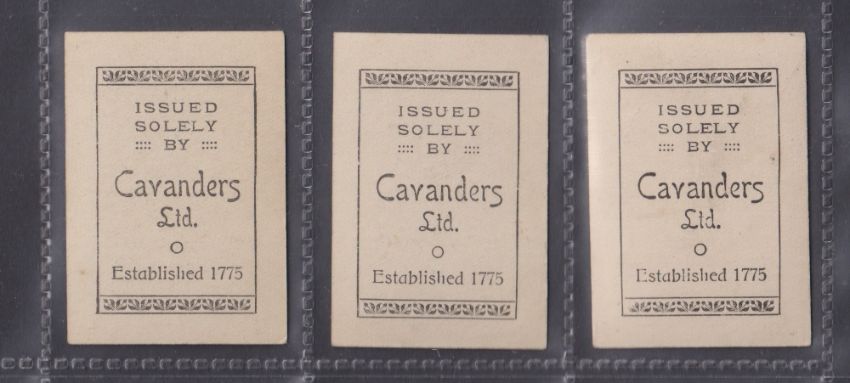 ISSUED
SOLELY
:::: BY ::::
Cavanders
Ltd.
O
Established 1775
ISSUED
SOLELY
:::: BY ::::
Cavanders
Ltd.
O
Established 1775
ISSUED
SOLELY
:::: BY ::::
Cavanders
Ltd.
O
Established 1775